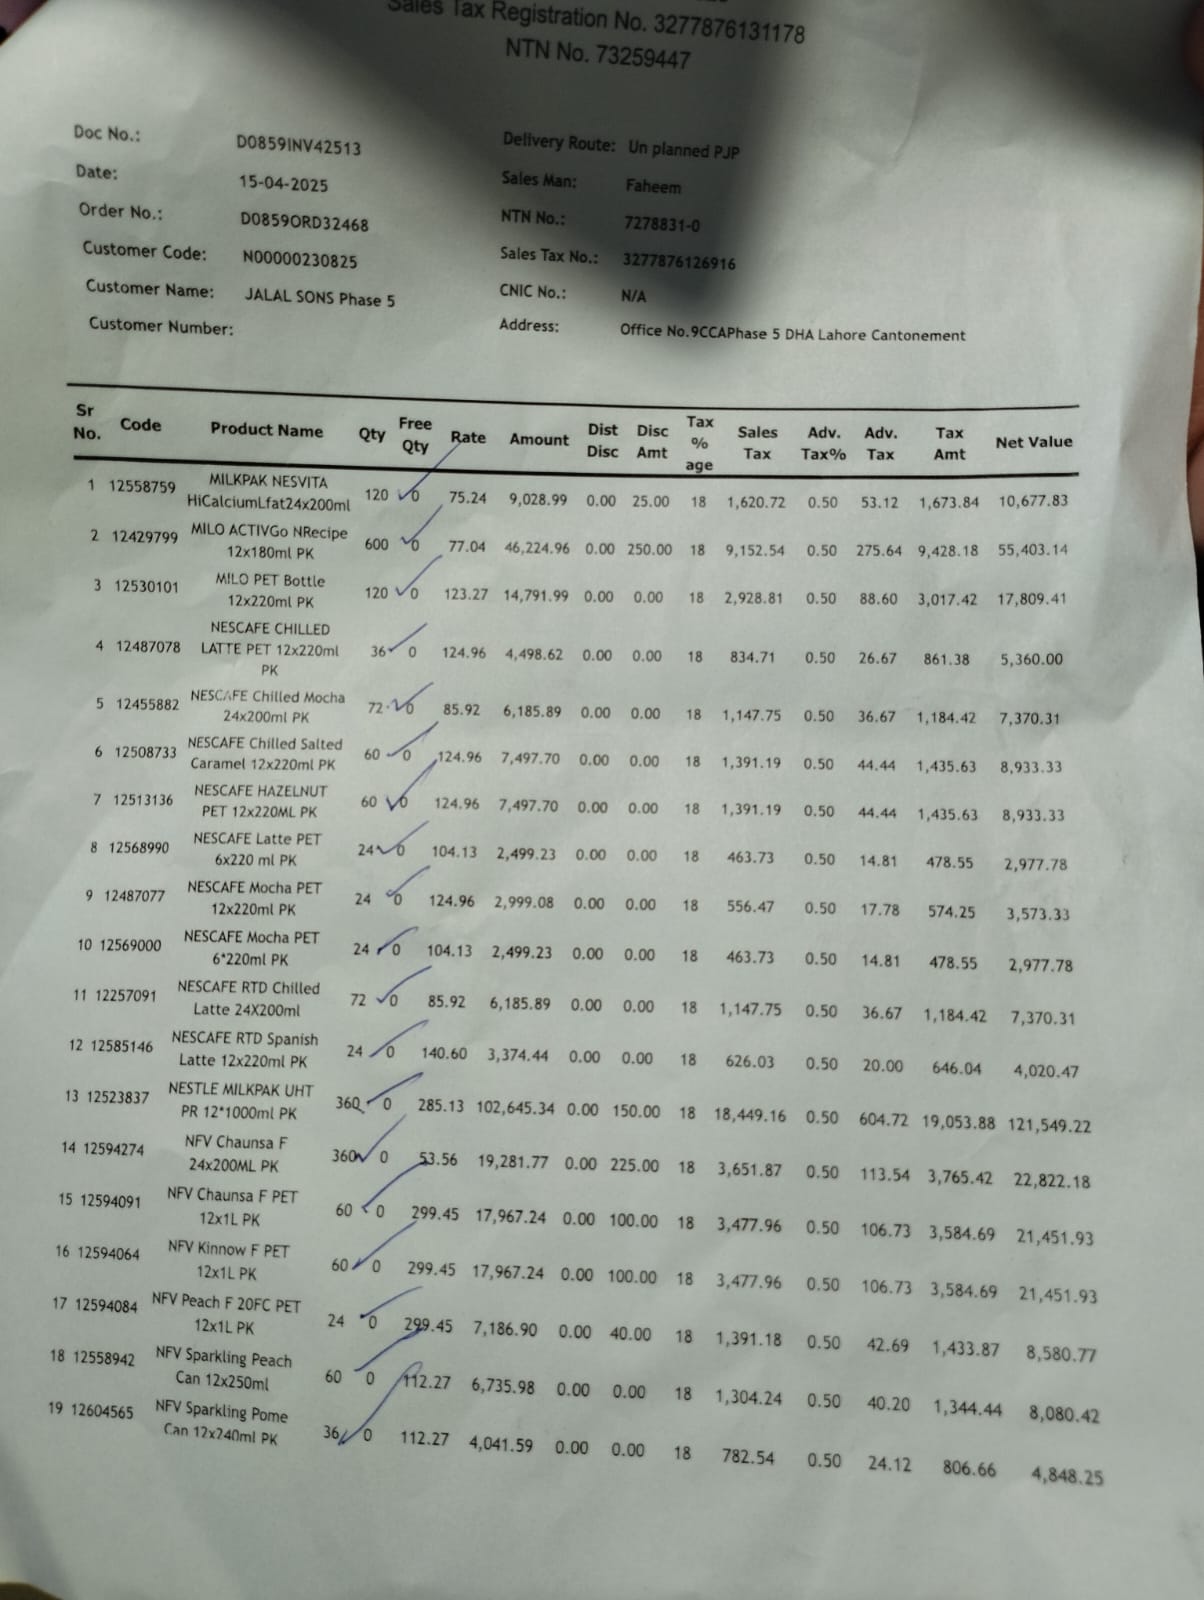 Sales Tax Registration No. 3277876131178
NTN No. 73259447
Doc No.: D0859INV42513 Delivery Route: Un planned PJP
Date: 15-04-2025 Sales Man: Faheem
Order No.: D0859ORD32468 NTN No.: 7278831-0
Customer Code: N00000230825 Sales Tax No.: 3277876126916
Customer Name: JALAL SONS Phase 5 CNIC No.: N/A
Customer Number: Address: Office No.9CCAPhase 5 DHA Lahore Cantonement
Sr No. Code Product Name Qty Free Qty Rate Amount Dist Disc Disc Amt Tax % age Sales Tax Adv. Tax% Adv. Tax Tax Amt Net Value
1 12558759 MILKPAK NESVITA HiCalciumLfat24x200ml 120 0 75.24 9,028.99 0.00 25.00 18 1,620.72 0.50 53.12 1,673.84 10,677.83
2 12429799 MILO ACTIVGo NRecipe 12x180ml PK 600 0 77.04 46,224.96 0.00 250.00 18 9,152.54 0.50 275.64 9,428.18 55,403.14
3 12530101 MILO PET Bottle 12x220ml PK 120 0 123.27 14,791.99 0.00 0.00 18 2,928.81 0.50 88.60 3,017.42 17,809.41
4 12487078 NESCAFE CHILLED LATTE PET 12x220ml PK 36 0 124.96 4,498.62 0.00 0.00 18 834.71 0.50 26.67 861.38 5,360.00
5 12455882 NESCAFE Chilled Mocha 24x200ml PK 72 0 85.92 6,185.89 0.00 0.00 18 1,147.75 0.50 36.67 1,184.42 7,370.31
6 12508733 NESCAFE Chilled Salted Caramel 12x220ml PK 60 0 124.96 7,497.70 0.00 0.00 18 1,391.19 0.50 44.44 1,435.63 8,933.33
7 12513136 NESCAFE HAZELNUT PET 12x220ML PK 60 0 124.96 7,497.70 0.00 0.00 18 1,391.19 0.50 44.44 1,435.63 8,933.33
8 12568990 NESCAFE Latte PET 6x220 ml PK 24 0 104.13 2,499.23 0.00 0.00 18 463.73 0.50 14.81 478.55 2,977.78
9 12487077 NESCAFE Mocha PET 12x220ml PK 24 0 124.96 2,999.08 0.00 0.00 18 556.47 0.50 17.78 574.25 3,573.33
10 12569000 NESCAFE Mocha PET 6*220ml PK 24 0 104.13 2,499.23 0.00 0.00 18 463.73 0.50 14.81 478.55 2,977.78
11 12257091 NESCAFE RTD Chilled Latte 24X200ml 72 0 85.92 6,185.89 0.00 0.00 18 1,147.75 0.50 36.67 1,184.42 7,370.31
12 12585146 NESCAFE RTD Spanish Latte 12x220ml PK 24 0 140.60 3,374.44 0.00 0.00 18 626.03 0.50 20.00 646.04 4,020.47
13 12523837 NESTLE MILKPAK UHT PR 12*1000ml PK 360 0 285.13 102,645.34 0.00 150.00 18 18,449.16 0.50 604.72 19,053.88 121,549.22
14 12594274 NFV Chaunsa F 24x200ML PK 360 0 53.56 19,281.77 0.00 225.00 18 3,651.87 0.50 113.54 3,765.42 22,822.18
15 12594091 NFV Chaunsa F PET 12x1L PK 60 0 299.45 17,967.24 0.00 100.00 18 3,477.96 0.50 106.73 3,584.69 21,451.93
16 12594064 NFV Kinnow F PET 12x1L PK 60 0 299.45 17,967.24 0.00 100.00 18 3,477.96 0.50 106.73 3,584.69 21,451.93
17 12594084 NFV Peach F 20FC PET 12x1L PK 24 0 299.45 7,186.90 0.00 40.00 18 1,391.18 0.50 42.69 1,433.87 8,580.77
18 12558942 NFV Sparkling Peach Can 12x250ml 60 0 112.27 6,735.98 0.00 0.00 18 1,304.24 0.50 40.20 1,344.44 8,080.42
19 12604565 NFV Sparkling Pome Can 12x240ml PK 36 0 112.27 4,041.59 0.00 0.00 18 782.54 0.50 24.12 806.66 4,848.25